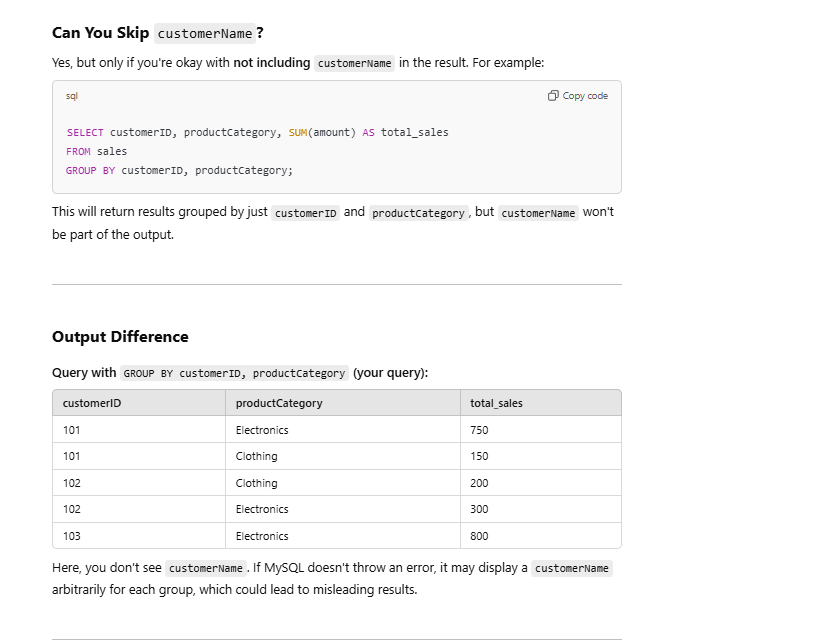 Can You Skip customerName?
Yes, but only if you're okay with not including customerName in the result. For example:
sql
Copy code
SELECT customerID, productCategory, SUM(amount) AS total_sales
FROM sales
GROUP BY customerID, productCategory;
This will return results grouped by just customerID and productCategory, but customerName won't
be part of the output.
Output Difference
Query with GROUP BY customerID, productCategory (your query):
customerID productCategory total_sales
101 Electronics 750
101 Clothing 150
102 Clothing 200
102 Electronics 300
103 Electronics 800
Here, you don't see customerName. If MySQL doesn't throw an error, it may display a customerName
arbitrarily for each group, which could lead to misleading results.